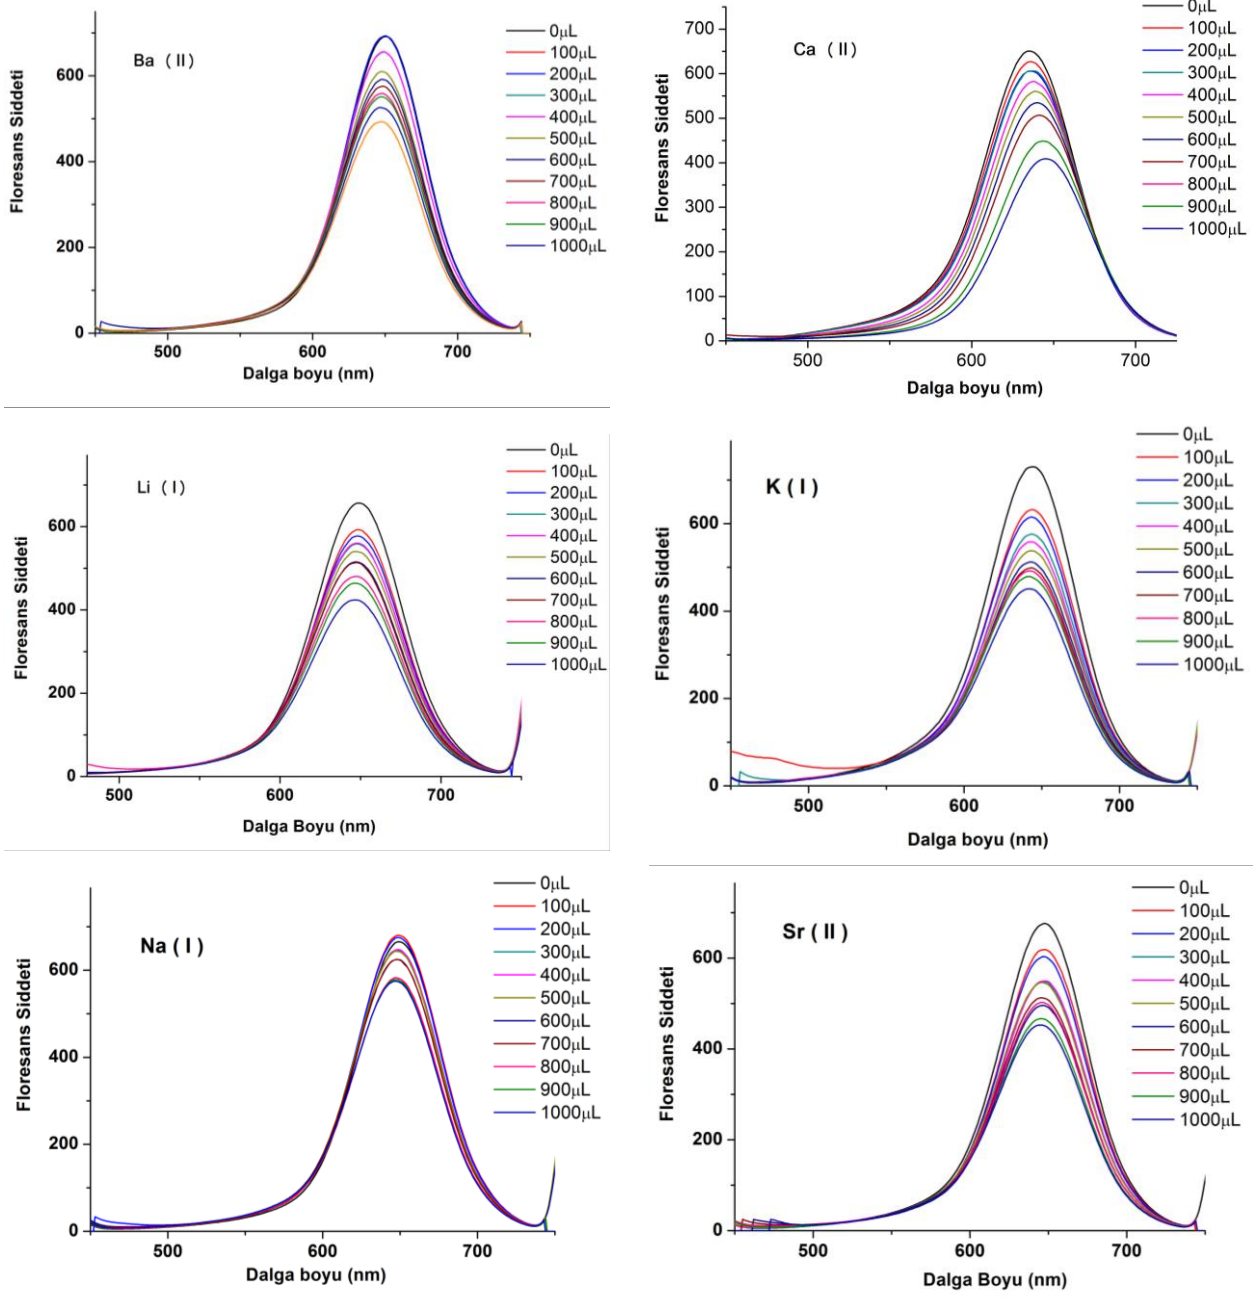 Ba ( II )
0µL
100µL
200µL
300µL
400µL
500µL
600µL
700µL
800µL
900µL
1000µL
Floresans Siddeti
600
400
200
0
500
600
700
Dalga boyu (nm)
Ca ( II )
0µL
100µL
200µL
300µL
400µL
500µL
600µL
700µL
800µL
900µL
1000µL
Floresans Siddeti
700
600
500
400
300
200
100
0
500
600
700
Dalga boyu (nm)
Li ( I )
0µL
100µL
200µL
300µL
400µL
500µL
600µL
700µL
800µL
900µL
1000µL
Floresans Siddeti
600
400
200
0
500
600
700
Dalga Boyu (nm)
K ( I )
0µL
100µL
200µL
300µL
400µL
500µL
600µL
700µL
800µL
900µL
1000µL
Floresans Siddeti
600
400
200
0
500
600
700
Dalga boyu (nm)
Na ( I )
0µL
100µL
200µL
300µL
400µL
500µL
600µL
700µL
800µL
900µL
1000µL
Floresans Siddeti
600
400
200
0
500
600
700
Dalga boyu (nm)
Sr ( II )
0µL
100µL
200µL
300µL
400µL
500µL
600µL
700µL
800µL
900µL
1000µL
Floresans Siddeti
600
400
200
0
500
600
700
Dalga Boyu (nm)